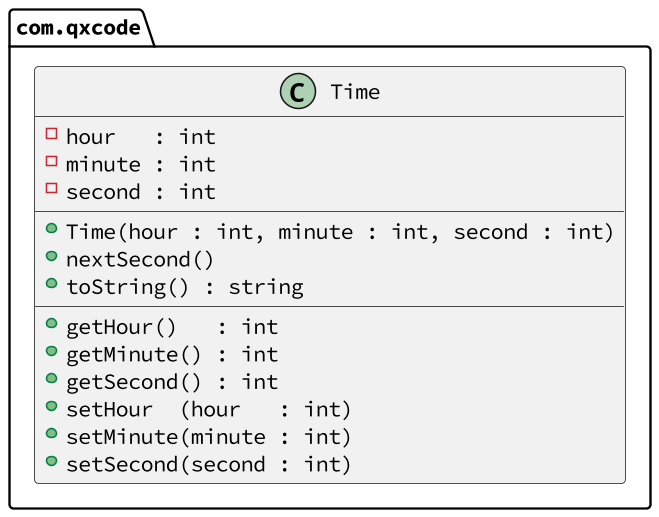 com.qxcode
C Time
hour   : int
minute : int
second : int
Time(hour : int, minute : int, second : int)
nextSecond()
toString() : string
getHour()   : int
getMinute() : int
getSecond() : int
setHour  (hour   : int)
setMinute(minute : int)
setSecond(second : int)